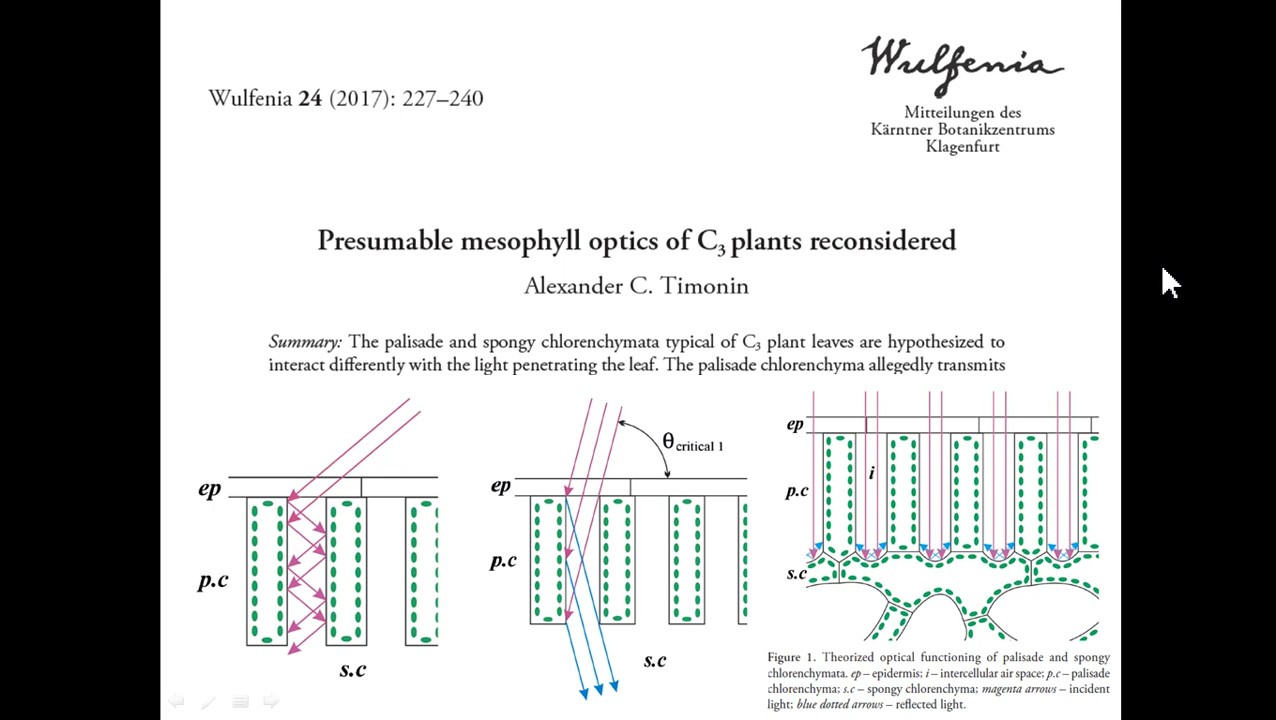 Wulfenia
Wulfenia 24 (2017): 227–240
Mitteilungen des
Kärntner Botanikzentrums
Klagenfurt
Presumable mesophyll optics of C₃ plants reconsidered
Alexander C. Timonin
Summary: The palisade and spongy chlorenchymata typical of C₃ plant leaves are hypothesized to
interact differently with the light penetrating the leaf. The palisade chlorenchyma allegedly transmits
ep
p.c
s.c
θcritical 1
ep
p.c
s.c
ep
i
p.c
s.c
Figure 1. Theorized optical functioning of palisade and spongy
chlorenchymata. ep – epidermis; i – intercellular air space; p.c – palisade
chlorenchyma; s.c – spongy chlorenchyma; magenta arrows – incident
light; blue dotted arrows – reflected light.